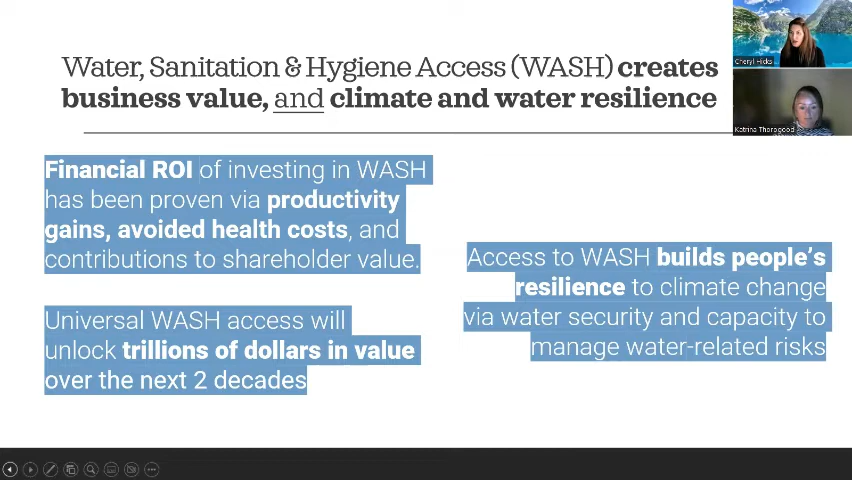 Water, Sanitation & Hygiene Access (WASH) creates
business value, and climate and water resilience
Cheryl Hicks
Katrina Thorogood
Financial ROI of investing in WASH
has been proven via productivity
gains, avoided health costs, and
contributions to shareholder value.
Universal WASH access will
unlock trillions of dollars in value
over the next 2 decades
Access to WASH builds people’s
resilience to climate change
via water security and capacity to
manage water-related risks